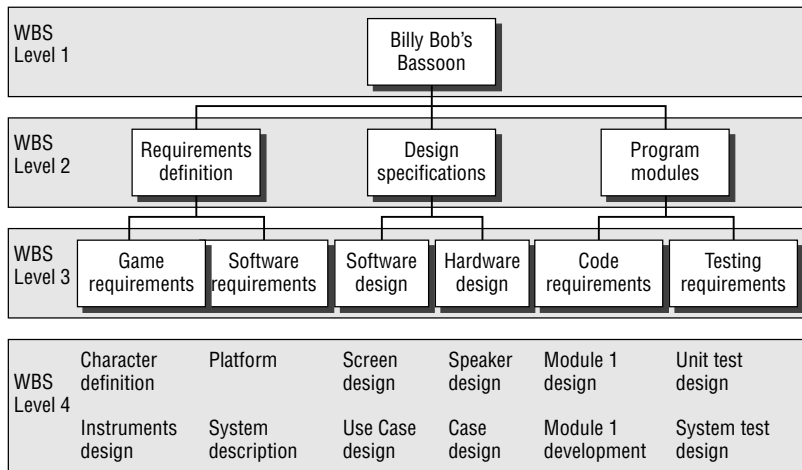 WBS
Level 1
Billy Bob's
Bassoon
WBS
Level 2
Requirements
definition
Design
specifications
Program
modules
WBS
Level 3
Game
requirements
Software
requirements
Software
design
Hardware
design
Code
requirements
Testing
requirements
WBS
Level 4
Character
definition
Platform
Screen
design
Speaker
design
Module 1
design
Unit test
design
Instruments
design
System
description
Use Case
design
Case
design
Module 1
development
System test
design